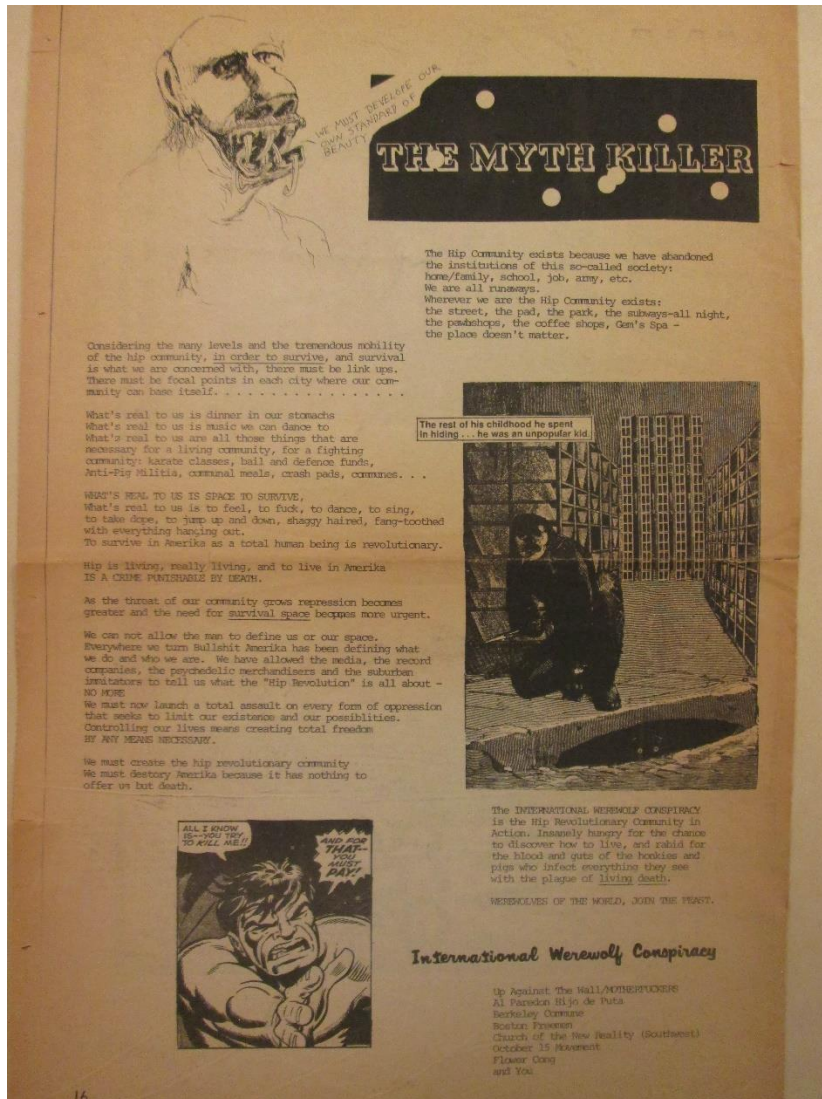 WE MUST DEVELOPE OUR
OWN STANDARD OF
BEAUTY
THE MYTH KILLER
The Hip Community exists because we have abandoned
the institutions of this so-called society:
home/family, school, job, army, etc.
We are all runaways.
Wherever we are the Hip Community exists:
the street, the pad, the park, the subways-all night,
the pawnshops, the coffee shops, Gem's Spa -
the place doesn't matter.
Considering the many levels and the tremendous mobility
of the hip community, in order to survive, and survival
is what we are concerned with, there must be link ups.
There must be focal points in each city where our com-
munity can base itself. . . . . . . . . . . . . . . . .
What's real to us is dinner in our stomachs
What's real to us is music we can dance to
What's real to us are all those things that are
necessary for a living community, for a fighting
community: karate classes, bail and defence funds,
Anti-Pig Militia, communal meals, crash pads, communes. . .
WHAT'S REAL TO US IS SPACE TO SURVIVE,
What's real to us is to feel, to fuck, to dance, to sing,
to take dope, to jump up and down, shaggy haired, fang-toothed
with everything hanging out.
To survive in Amerika as a total human being is revolutionary.
Hip is living, really living, and to live in Amerika
IS A CRIME PUNISHABLE BY DEATH.
As the threat of our community grows repression becomes
greater and the need for survival space becomes more urgent.
We can not allow the man to define us or our space.
Everywhere we turn Bullshit Amerika has been defining what
we do and who we are. We have allowed the media, the record
companies, the psychedelic merchandisers and the suburban
immitators to tell us what the "Hip Revolution" is all about -
NO MORE
We must now launch a total assault on every form of oppression
that seeks to limit our existence and our possiblities.
Controlling our lives means creating total freedom
BY ANY MEANS NECESSARY.
We must create the hip revolutionary community
We must destory Amerika because it has nothing to
offer us but death.
The rest of his childhood he spent
in hiding . . . he was an unpopular kid.
ALL I KNOW
IS--YOU TRY
TO KILL ME!!
AND FOR
THAT--
YOU
MUST
PAY!
The INTERNATIONAL WEREWOLF CONSPIRACY
is the Hip Revolutionary Community in
Action. Insanely hungry for the chance
to discover how to live, and rabid for
the blood and guts of the honkies and
pigs who infect everything they see
with the plague of living death.
WEREWOLVES OF THE WORLD, JOIN THE FEAST.
International Werewolf Conspiracy
Up Against The Wall/MOTHERFUCKERS
Al Paredon Hijo de Puta
Berkeley Commune
Boston Freemen
Church of the New Reality (Southwest)
October 15 Movement
Flower Cong
and You
16